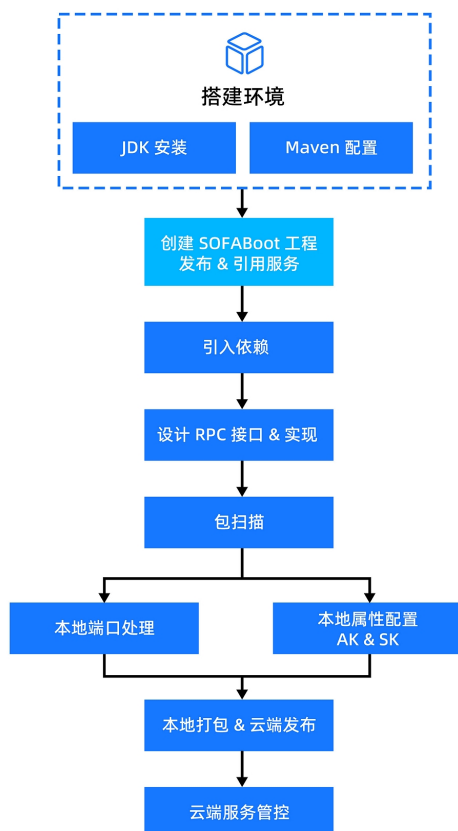 搭建环境
JDK 安装
Maven 配置
创建 SOFABoot 工程
发布 & 引用服务
引入依赖
设计 RPC 接口 & 实现
包扫描
本地端口处理
本地属性配置
AK & SK
本地打包 & 云端发布
云端服务管控